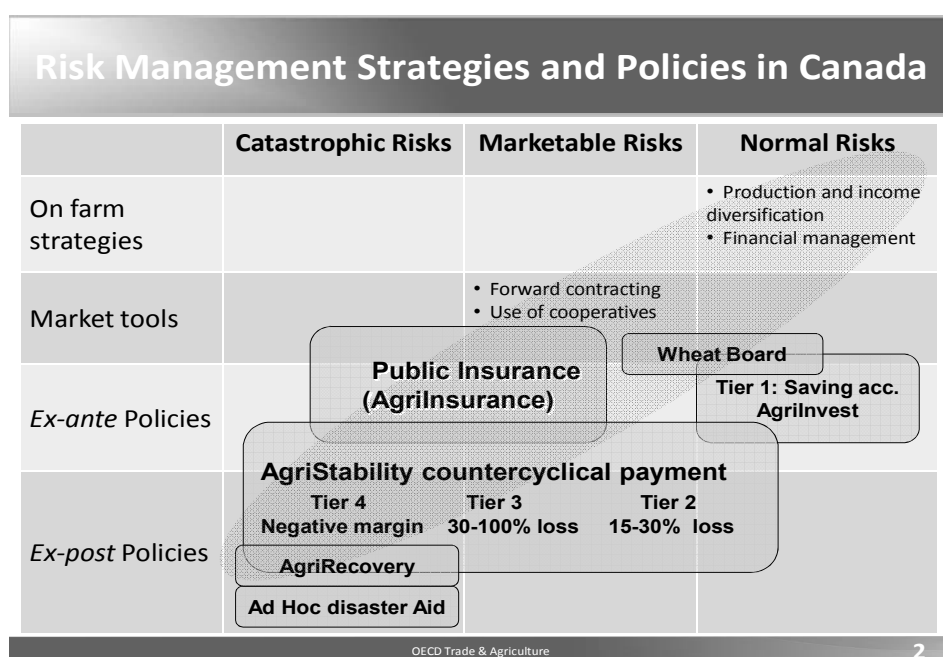 Risk Management Strategies and Policies in Canada
Catastrophic Risks
Marketable Risks
Normal Risks
On farm
strategies
• Production and income
diversification
• Financial management
Market tools
• Forward contracting
• Use of cooperatives
Wheat Board
Ex-ante Policies
Public Insurance
(AgriInsurance)
Tier 1: Saving acc.
AgriInvest
AgriStability countercyclical payment
Tier 4
Negative margin
Tier 3
30-100% loss
Tier 2
15-30% loss
Ex-post Policies
AgriRecovery
Ad Hoc disaster Aid
OECD Trade & Agriculture
2